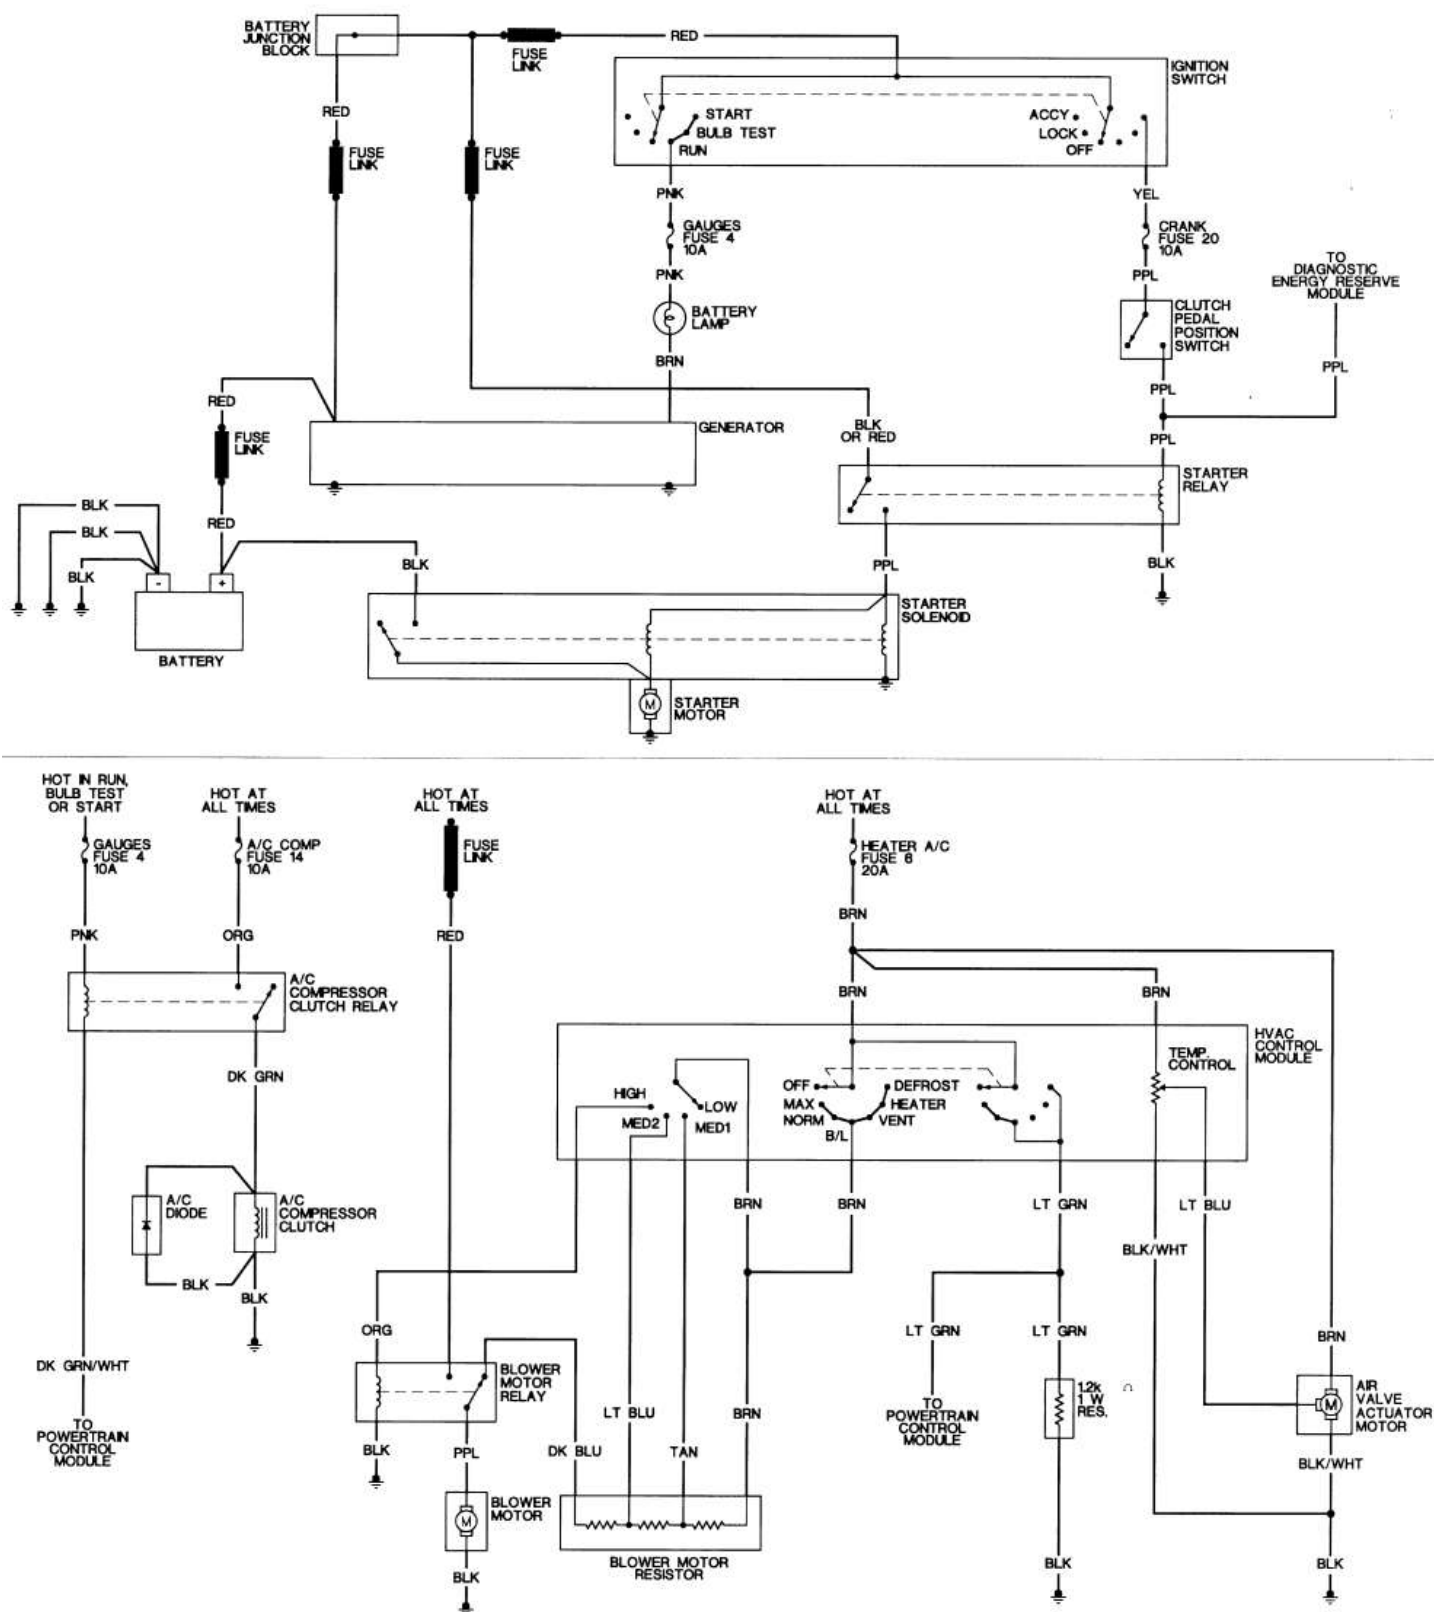 BATTERY
JUNCTION
BLOCK
FUSE
LINK
RED
IGNITION
SWITCH
RED
START
BULB TEST
RUN
ACCY
LOCK
OFF
FUSE
LINK
FUSE
LINK
PNK
YEL
GAUGES
FUSE 4
10A
CRANK
FUSE 20
10A
PNK
PPL
TO
DIAGNOSTIC
ENERGY RESERVE
MODULE
BATTERY
LAMP
CLUTCH
PEDAL
POSITION
SWITCH
BRN
PPL
PPL
RED
GENERATOR
BLK
OR RED
PPL
FUSE
LINK
STARTER
RELAY
BLK
BLK
BLK
RED
BLK
PPL
BLK
- +
STARTER
SOLENOID
BATTERY
M
STARTER
MOTOR
HOT IN RUN,
BULB TEST
OR START
HOT AT
ALL TIMES
HOT AT
ALL TIMES
HOT AT
ALL TIMES
GAUGES
FUSE 4
10A
A/C COMP
FUSE 14
10A
FUSE
LINK
HEATER A/C
FUSE 6
20A
BRN
PNK
ORG
RED
A/C
COMPRESSOR
CLUTCH RELAY
BRN
BRN
HVAC
CONTROL
MODULE
TEMP.
CONTROL
DK GRN
HIGH
LOW
MED2
MED1
OFF
MAX
NORM
B/L
VENT
HEATER
DEFROST
A/C
DIODE
A/C
COMPRESSOR
CLUTCH
BRN
BRN
LT GRN
LT BLU
BLK/WHT
BLK
BLK
ORG
LT GRN
LT GRN
BRN
DK GRN/WHT
BLOWER
MOTOR
RELAY
LT BLU
BRN
1.2k
1 W
RES.
M
AIR
VALVE
ACTUATOR
MOTOR
TO
POWERTRAIN
CONTROL
MODULE
TO
POWERTRAIN
CONTROL
MODULE
BLK
PPL
DK BLU
TAN
BLK/WHT
M
BLOWER
MOTOR
BLOWER MOTOR
RESISTOR
BLK
BLK
BLK